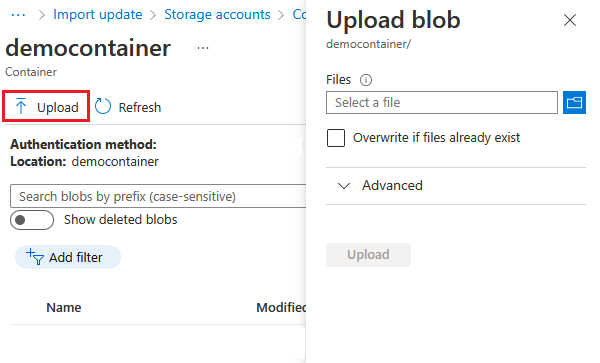 ··· > Import update > Storage accounts > Co
democontainer ···
Container
Upload Refresh
Authentication method:
Location: democontainer
Search blobs by prefix (case-sensitive)
Show deleted blobs
Add filter
Name Modified
Upload blob
democontainer/
Files
Select a file
Overwrite if files already exist
Advanced
Upload